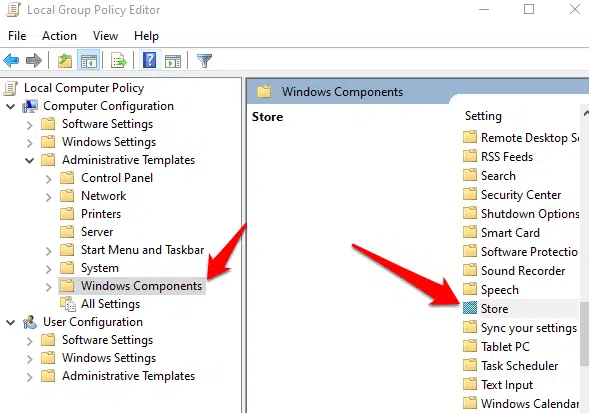 Local Group Policy Editor
File Action View Help
Local Computer Policy
Computer Configuration
Software Settings
Windows Settings
Administrative Templates
Control Panel
Network
Printers
Server
Start Menu and Taskbar
System
Windows Components
All Settings
User Configuration
Software Settings
Windows Settings
Administrative Templates
Windows Components
Store
Setting
Remote Desktop S
RSS Feeds
Search
Security Center
Shutdown Options
Smart Card
Software Protectio
Sound Recorder
Speech
Store
Sync your settings
Tablet PC
Task Scheduler
Text Input
Windows Calenda